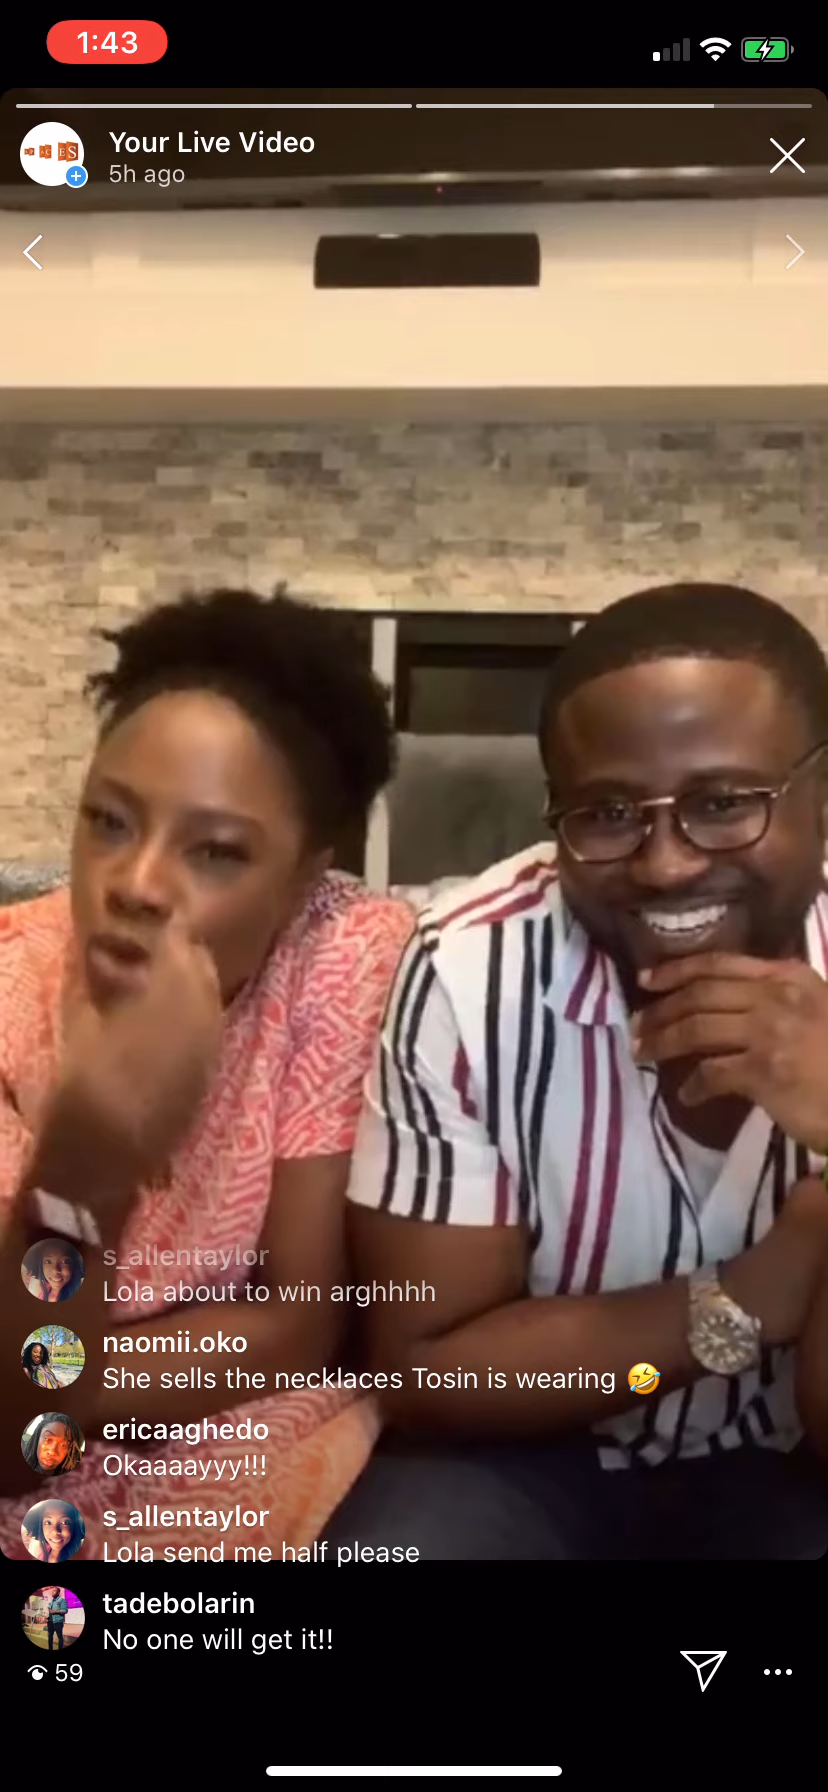 1:43
Your Live Video
5h ago
s_allentaylor
Lola about to win arghhhh
naomii.oko
She sells the necklaces Tosin is wearing 🤣
ericaaghedo
Okaaaayyy!!!
s_allentaylor
Lola send me half please
tadebolarin
No one will get it!!
59